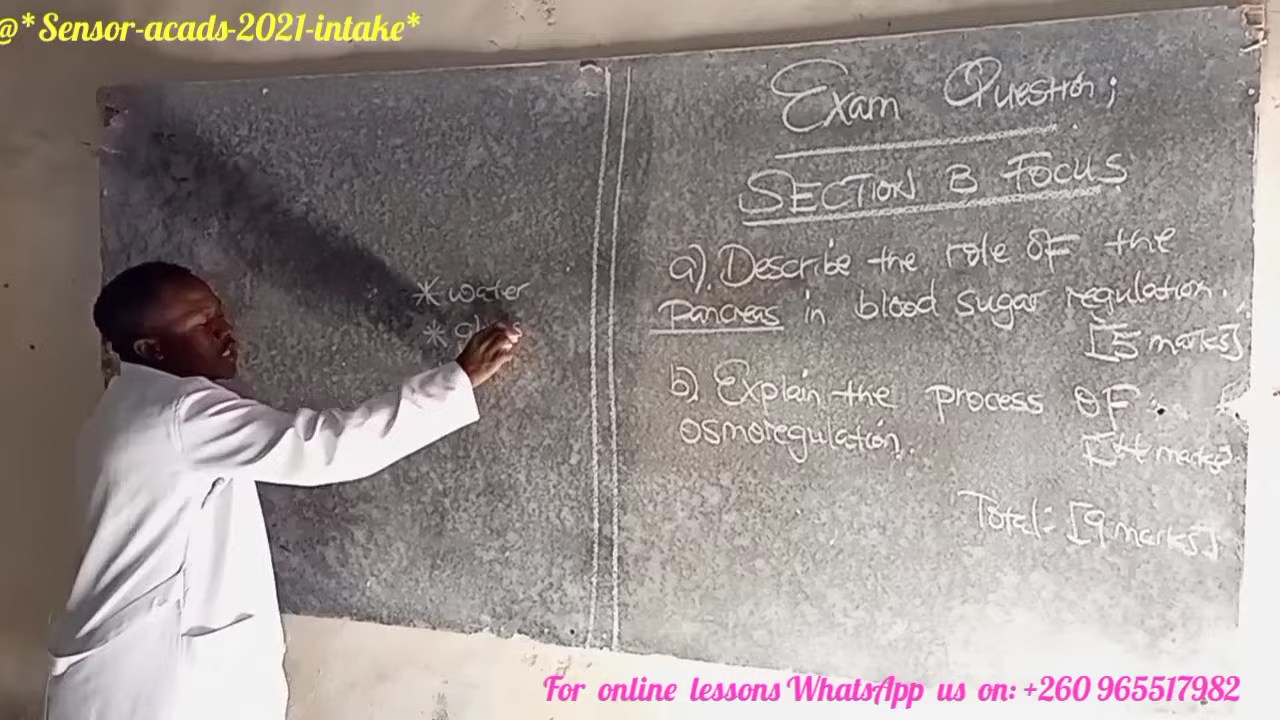 @*Sensor-acads-2021-intake*
Exam Question;
SECTION B FOCUS
a). Describe the role of the
Pancreas in blood sugar regulation.
[5 marks]
b). Explain the process of
osmoregulation.
[4 marks].
Total: [9 marks]
* water
* gl
For online lessons WhatsApp us on: +260 965517982